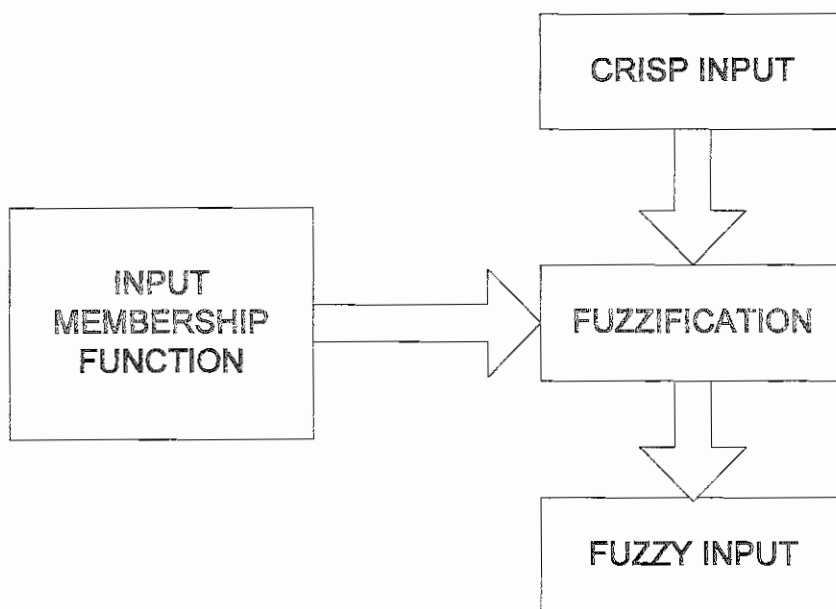 CRISP INPUT
INPUT
MEMBERSHIP
FUNCTION
FUZZIFICATION
FUZZY INPUT